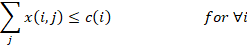 ∑_j x(i,j) ≤ c(i) for ∀i